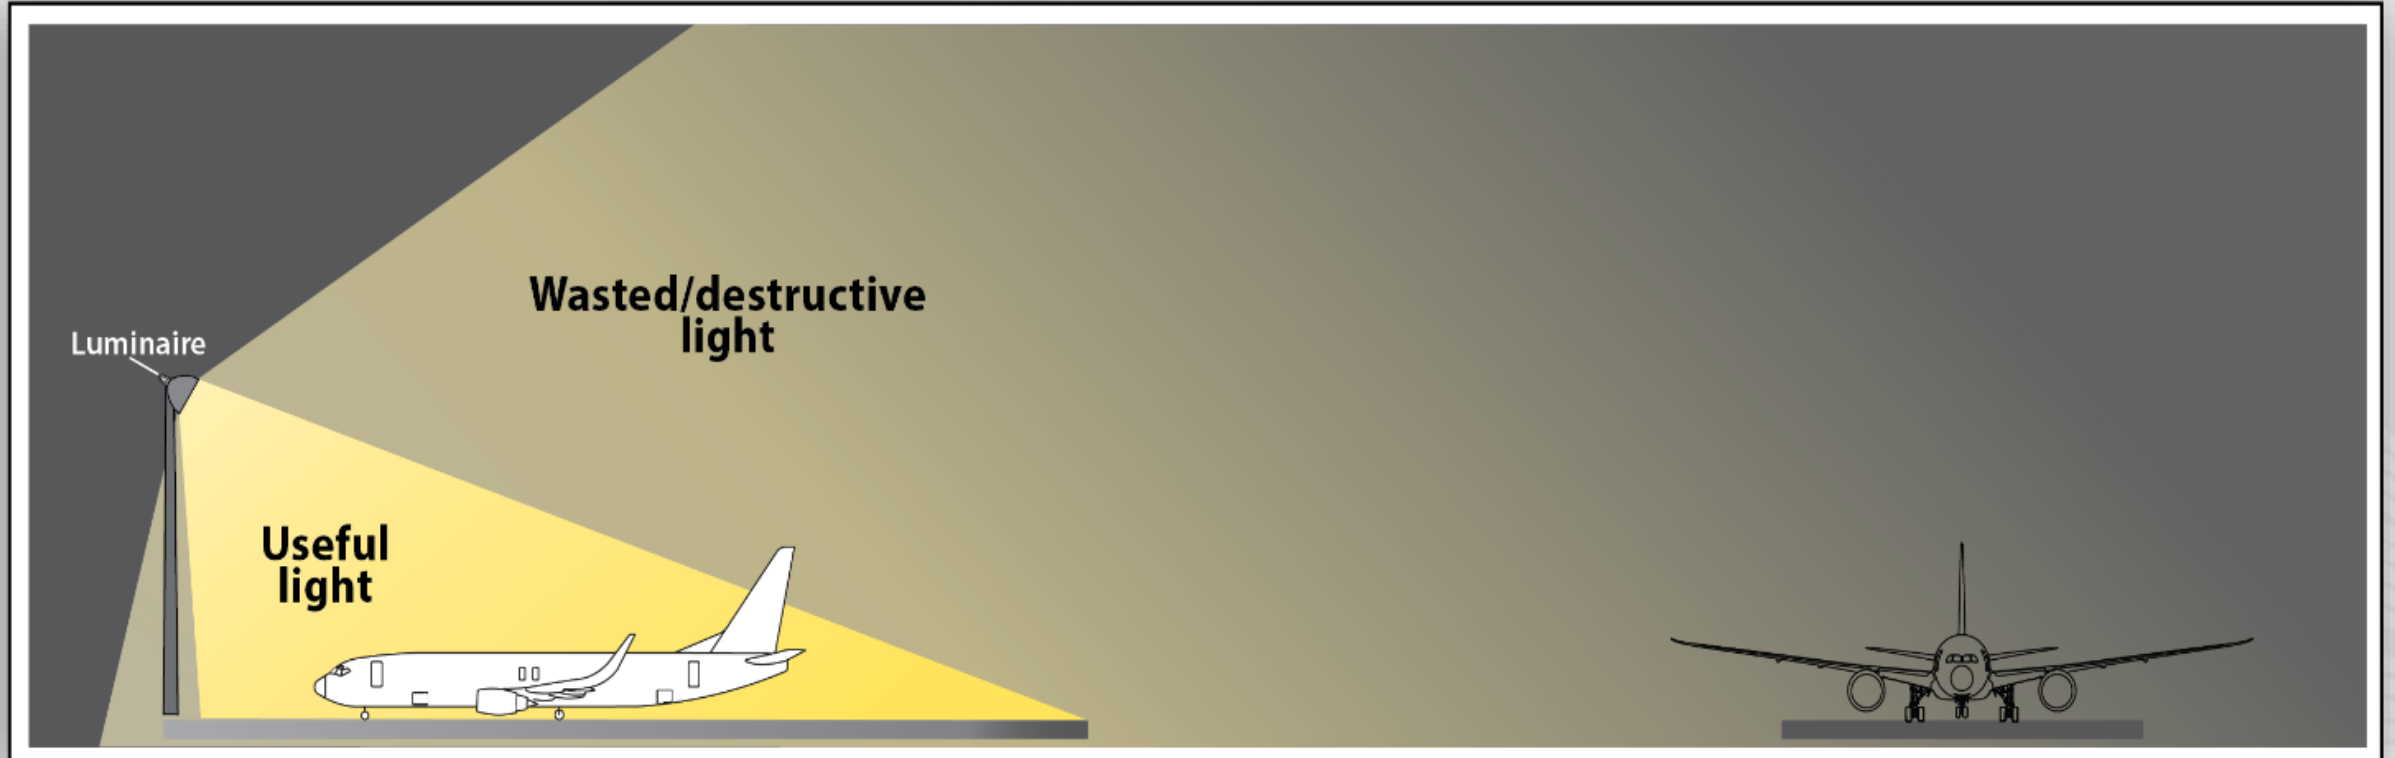 Wasted/destructive
light
Luminaire
Useful
light